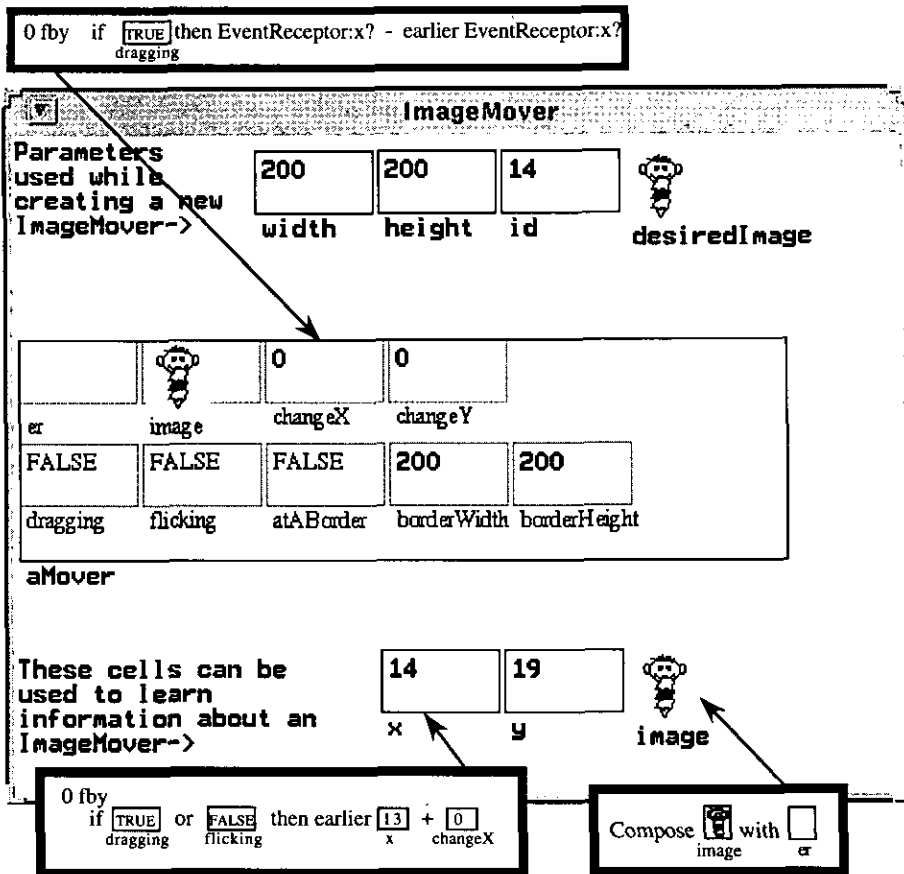 0 fby if TRUE then EventReceptor:x? - earlier EventReceptor:x?
dragging
ImageMover
Parameters
used while
creating a new
ImageMover->
200 200 14
width height id desiredImage
0 0
er image changeX changeY
FALSE FALSE FALSE 200 200
dragging flicking atABorder borderWidth borderHeight
aMover
These cells can be
used to learn
information about an
ImageMover->
14 19
x y image
0 fby
if TRUE or FALSE then earlier 13 + 0
dragging flicking x changeX
Compose with
image er